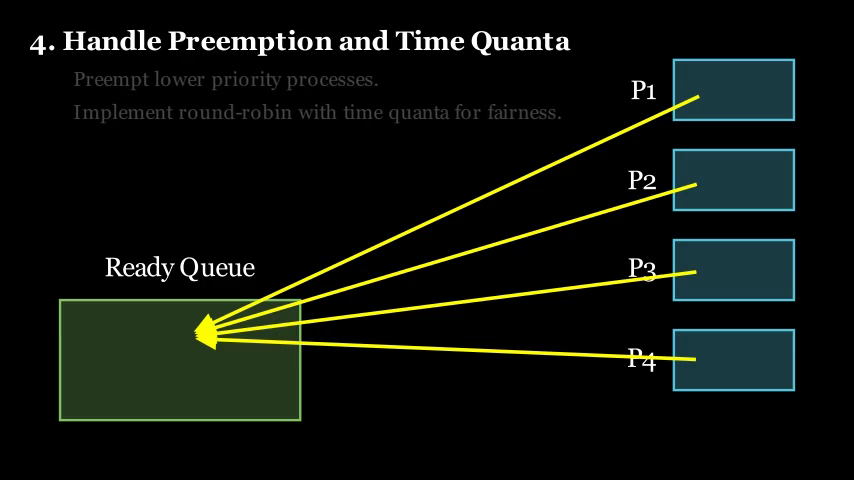 4. Handle Preemption and Time Quanta
Preempt lower priority processes.
Implement round-robin with time quanta for fairness.
P1
P2
Ready Queue
P3
P4